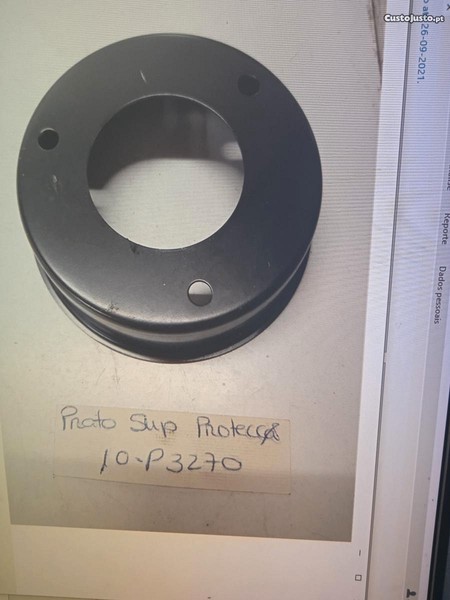 CustoJusto.pt
26-09-2021.
Reporte
Dados pessoais
Prato Sup Protecção
10-P3270